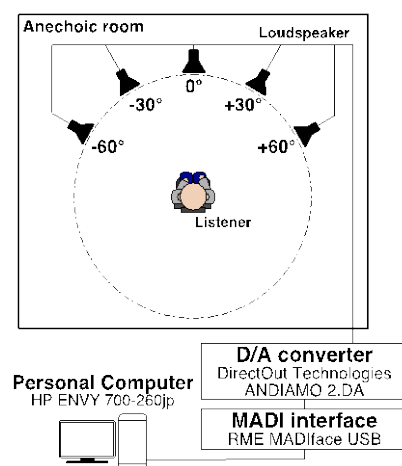 Anechoic room
Loudspeaker
0°
-30°
+30°
-60°
+60°
Listener
D/A converter
DirectOut Technologies
ANDIAMO 2.DA
Personal Computer
HP ENVY 700-260jp
MADI interface
RME MADIface USB